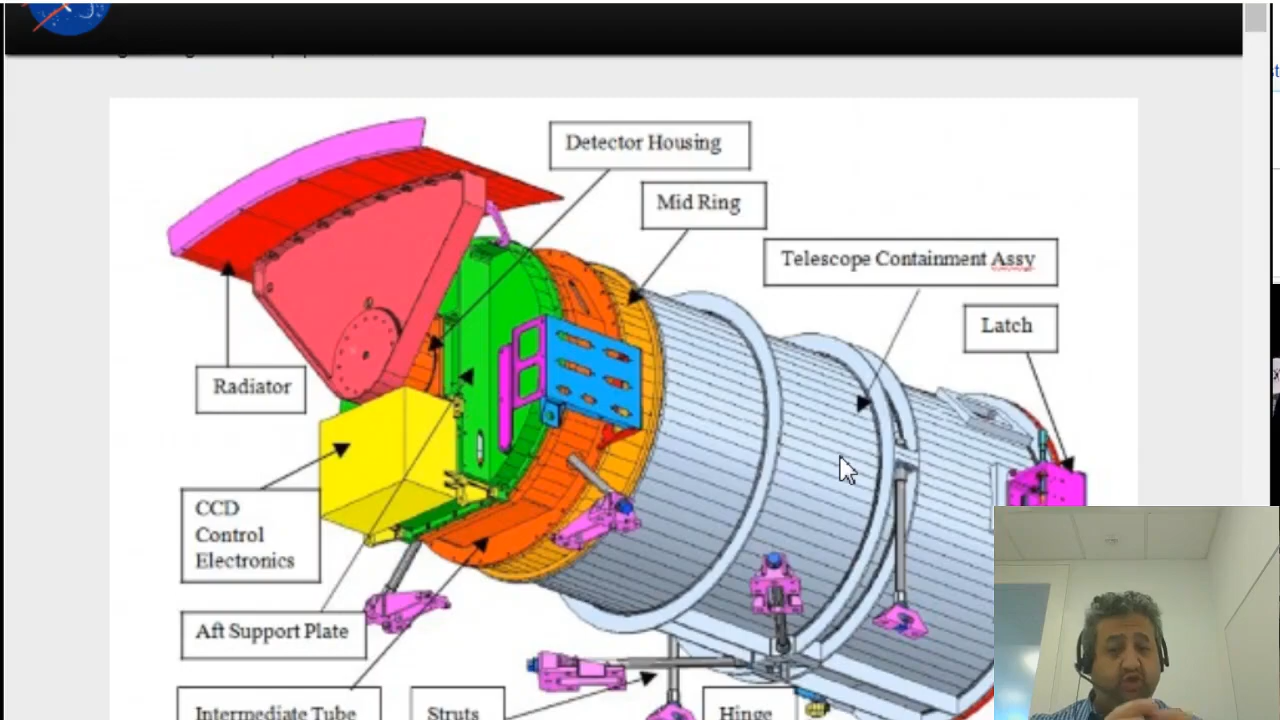 Detector Housing
Mid Ring
Telescope Containment Assy
Latch
Radiator
CCD
Control
Electronics
Aft Support Plate
Intermediate Tube
Struts
Hinge